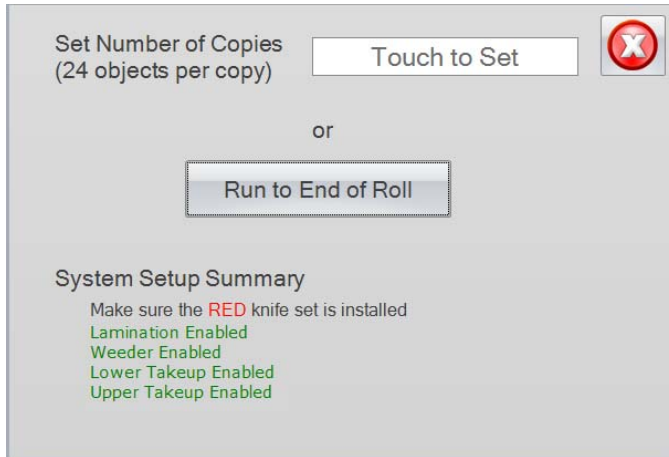 Set Number of Copies
(24 objects per copy)
Touch to Set
or
Run to End of Roll
System Setup Summary
Make sure the RED knife set is installed
Lamination Enabled
Weeder Enabled
Lower Takeup Enabled
Upper Takeup Enabled